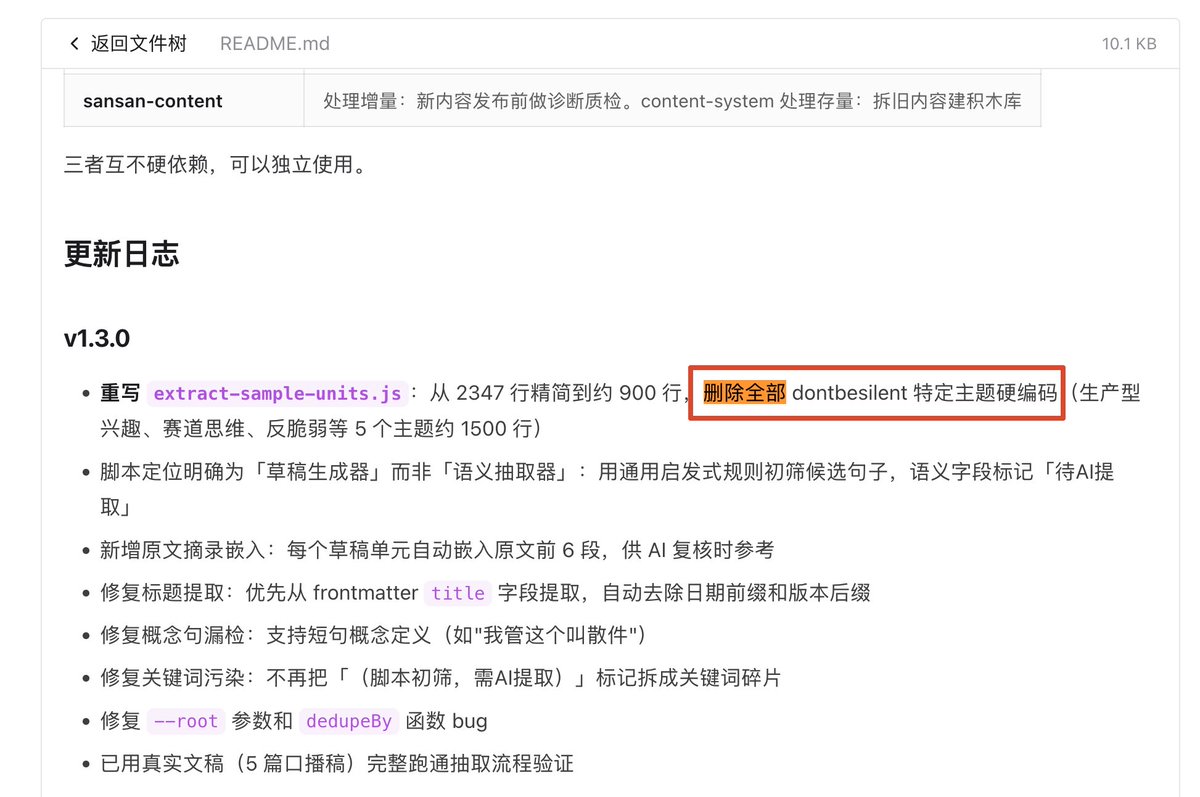 返回文件树 README.md 10.1 KB
sansan-content 处理增量：新内容发布前做诊断质检。content-system 处理存量：拆旧内容建积木库
三者互不硬依赖，可以独立使用。
更新日志
v1.3.0
重写 extract-sample-units.js：从 2347 行精简到约 900 行，删除全部 dontbesilent 特定主题硬编码（生产型
兴趣、赛道思维、反脆弱等 5 个主题约 1500 行）
脚本定位明确为「草稿生成器」而非「语义抽取器」：用通用启发式规则初筛候选句子，语义字段标记「待AI提
取」
新增原文摘录嵌入：每个草稿单元自动嵌入原文前 6 段，供 AI 复核时参考
修复标题提取：优先从 frontmatter title 字段提取，自动去除日期前缀和版本后缀
修复概念句漏检：支持短句概念定义（如"我管这个叫散件"）
修复关键词污染：不再把「（脚本初筛，需AI提取）」标记拆成关键词碎片
修复 --root 参数和 dedupeBy 函数 bug
已用真实文稿（5 篇口播稿）完整跑通抽取流程验证